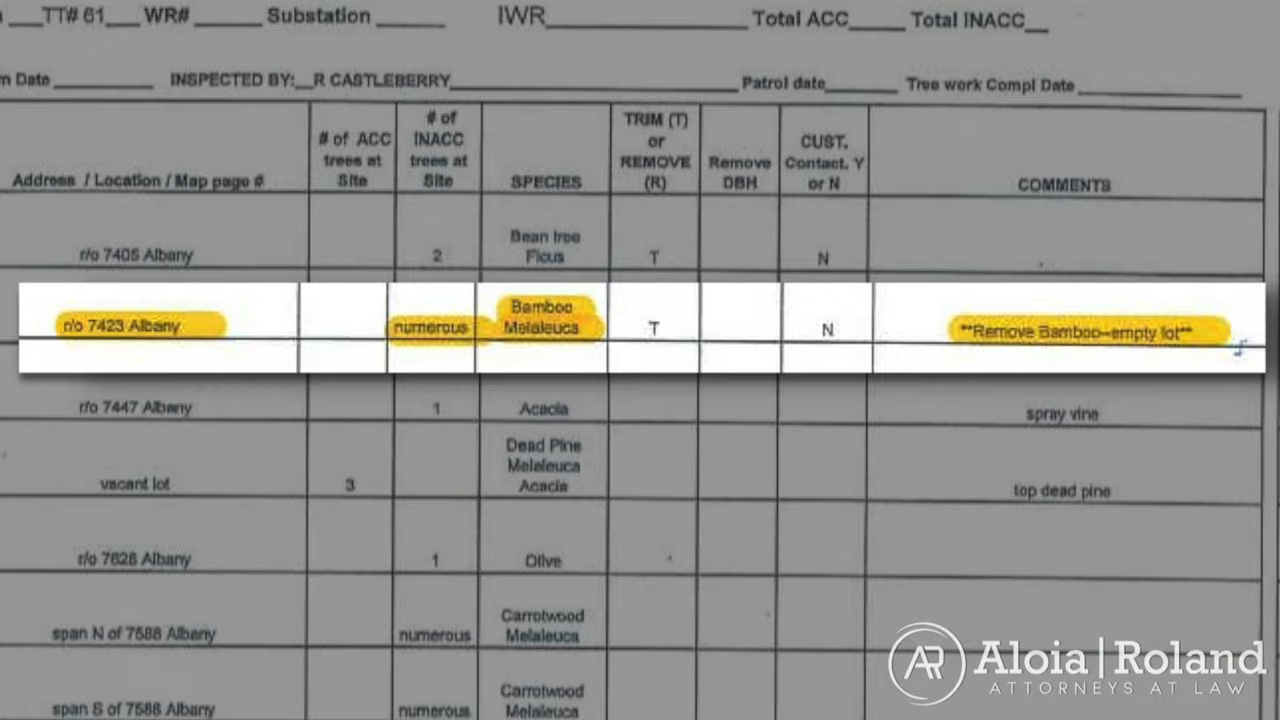 TT# 61 WR# Substation IWR Total ACC Total INACC
Date INSPECTED BY: R CASTLEBERRY Patrol date Tree work Compl Date
Address / Location / Map page #
# of ACC
trees at
Site
# of
INACC
trees at
Site
SPECIES
TRIM (T)
or
REMOVE
(R)
Remove
DBH
CUST.
Contact. Y
or N
COMMENTS
r/o 7405 Albany
2
Bean tree
Ficus
T
N
r/o 7423 Albany
numerous
Bamboo
Melaleuca
T
N
**Remove Bamboo--empty lot**
r/o 7447 Albany
1
Acacia
spray vine
vacant lot
3
Dead Pine
Melaleuca
Acacia
top dead pine
r/o 7628 Albany
1
Olive
span N of 7588 Albany
numerous
Carrotwood
Melaleuca
span S of 7588 Albany
numerous
Carrotwood
Melaleuca
AR Aloia | Roland
ATTORNEYS AT LAW